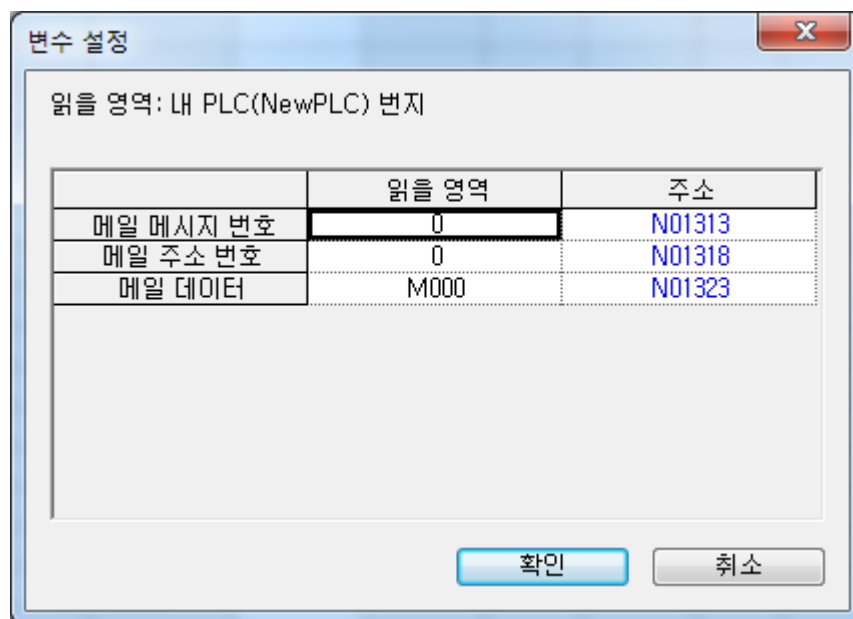 변수 설정
읽을 영역: 내 PLC(NewPLC) 번지
읽을 영역 주소
메일 메시지 번호 0 N01313
메일 주소 번호 0 N01318
메일 데이터 M000 N01323
확인 취소